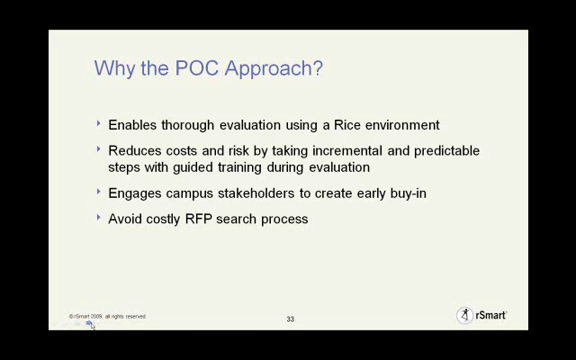 Why the POC Approach?
Enables thorough evaluation using a Rice environment
Reduces costs and risk by taking incremental and predictable
steps with guided training during evaluation
Engages campus stakeholders to create early buy-in
Avoid costly RFP search process
© rSmart 2009, all rights reserved
33
rSmart